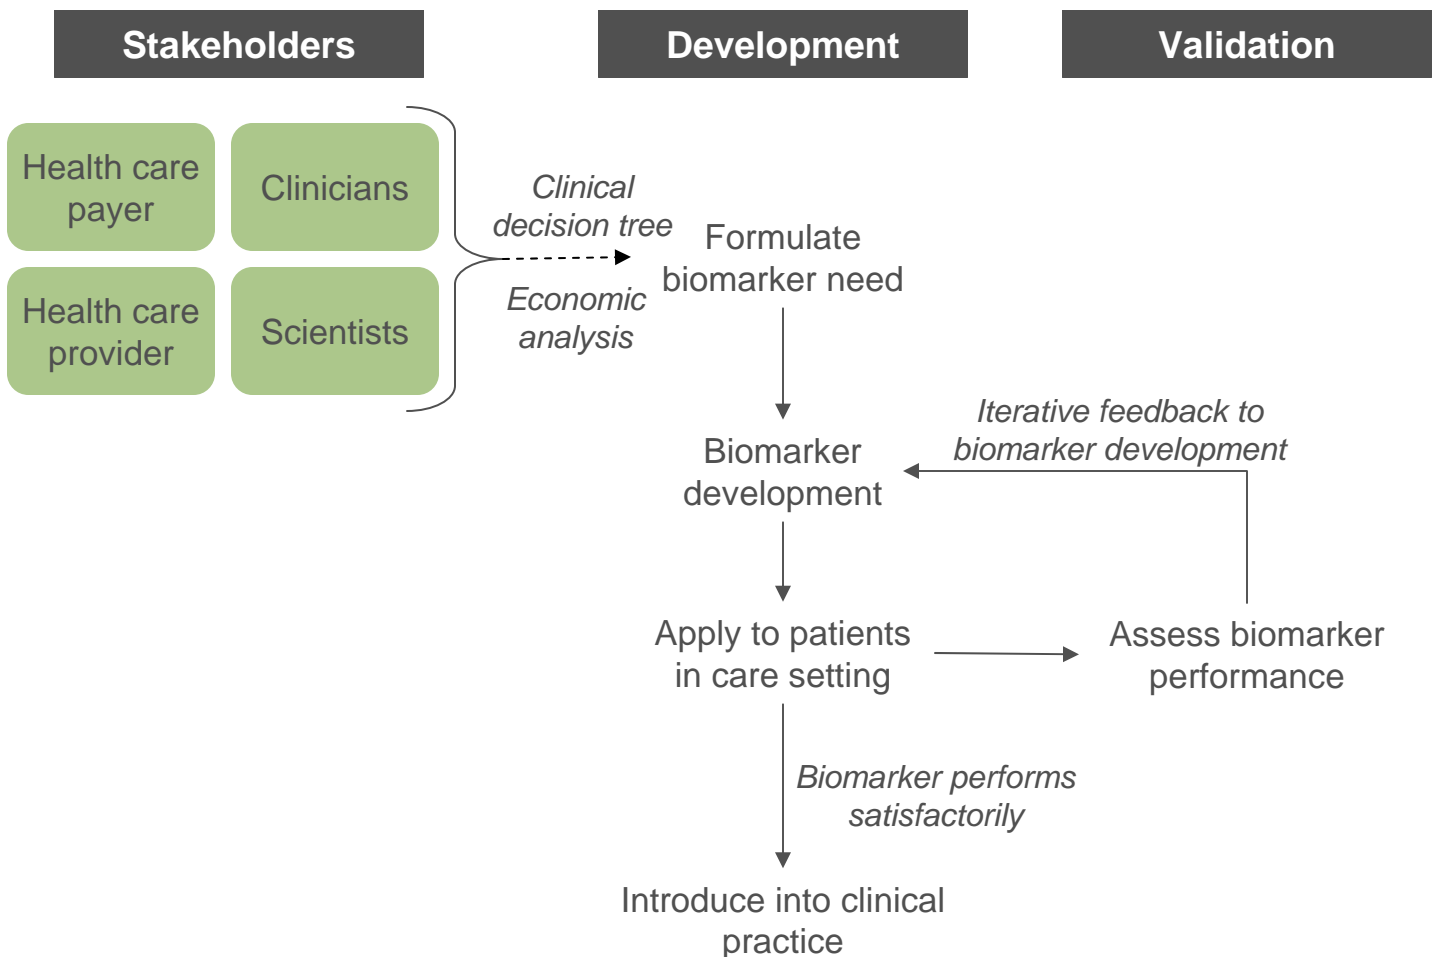 Stakeholders
Development
Validation
Health care
payer
Clinicians
Health care
provider
Scientists
Clinical
decision tree
Economic
analysis
Formulate
biomarker need
Biomarker
development
Iterative feedback to
biomarker development
Apply to patients
in care setting
Assess biomarker
performance
Biomarker performs
satisfactorily
Introduce into clinical
practice